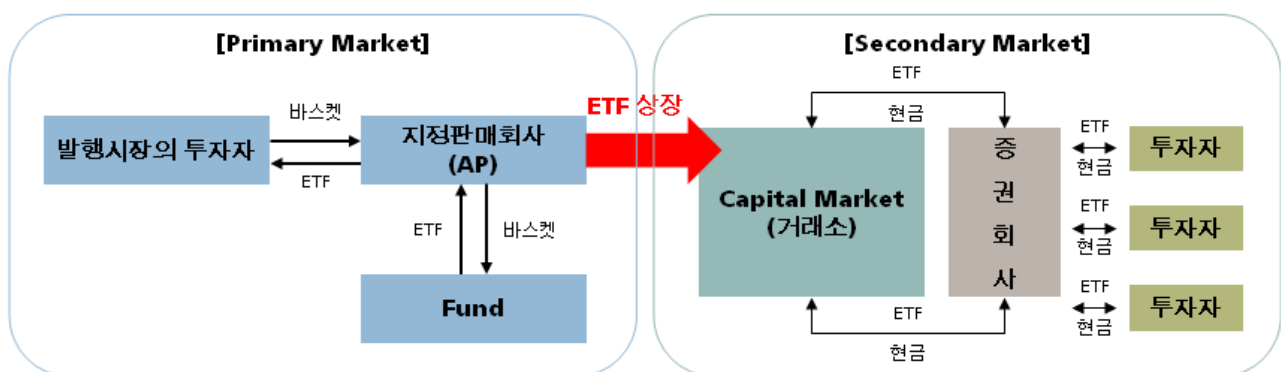 [Primary Market]
바스켓
발행시장의 투자자
ETF
지정판매회사
(AP)
ETF
바스켓
Fund
ETF 상장
[Secondary Market]
ETF
현금
Capital Market
(거래소)
증
권
회
사
ETF
현금
ETF
현금
투자자
ETF
현금
투자자
ETF
현금
투자자